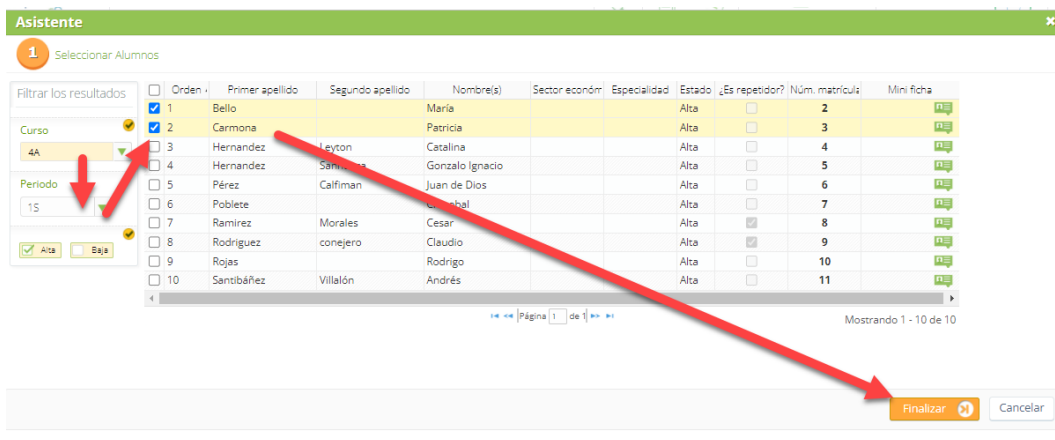 Asistente
1 Seleccionar Alumnos
Filtrar los resultados
Curso
4A
Periodo
1S
Alta Baja
Orden Primer apellido Segundo apellido Nombre(s) Sector económ Especialidad Estado ¿Es repetidor? Núm. matrícula Mini ficha
1 Bello María Alta 2
2 Carmona Patricia Alta 3
3 Hernandez Leyton Catalina Alta 4
4 Hernandez Gonzalo Ignacio Alta 5
5 Pérez Calfiman Juan de Dios Alta 6
6 Poblete Alta 7
7 Ramirez Morales Cesar Alta 8
8 Rodriguez conejero Claudio Alta 9
9 Rojas Rodrigo Alta 10
10 Santibáñez Villalón Andrés Alta 11
Página 1 de 1
Mostrando 1 - 10 de 10
Finalizar
Cancelar